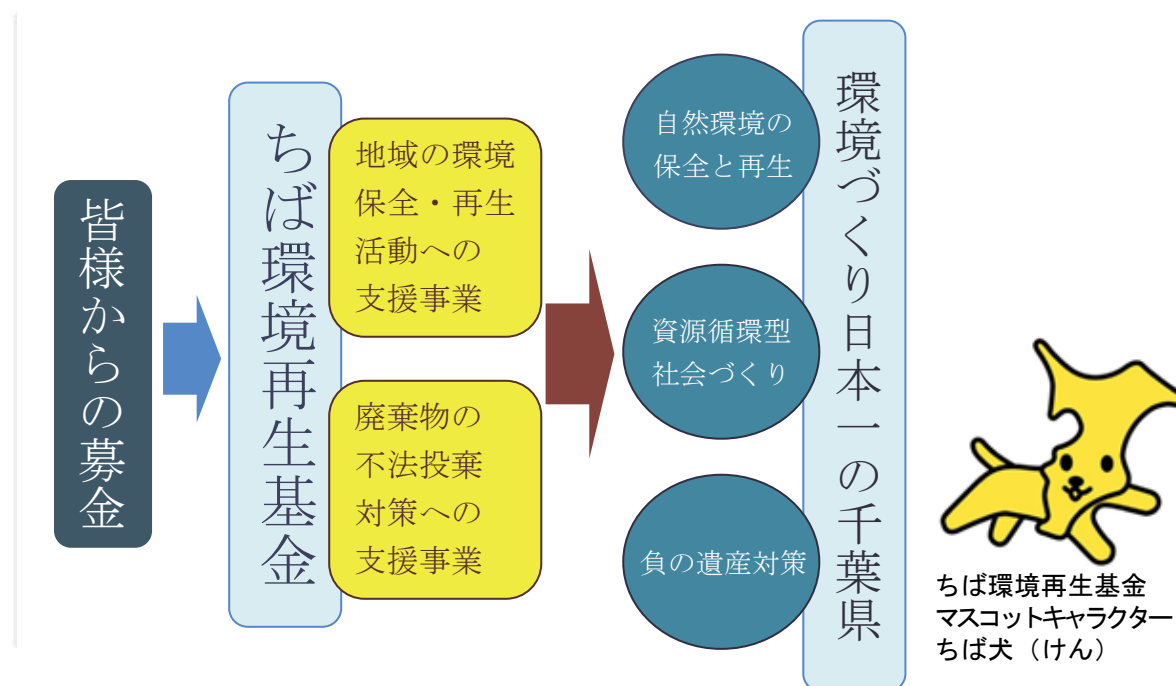 皆様からの募金
ちば環境再生基金
地域の環境
保全・再生
活動への
支援事業
廃棄物の
不法投棄
対策への
支援事業
自然環境の
保全と再生
資源循環型
社会づくり
負の遺産対策
環境づくり日本一の千葉県
ちば環境再生基金
マスコットキャラクター
ちば犬（けん）